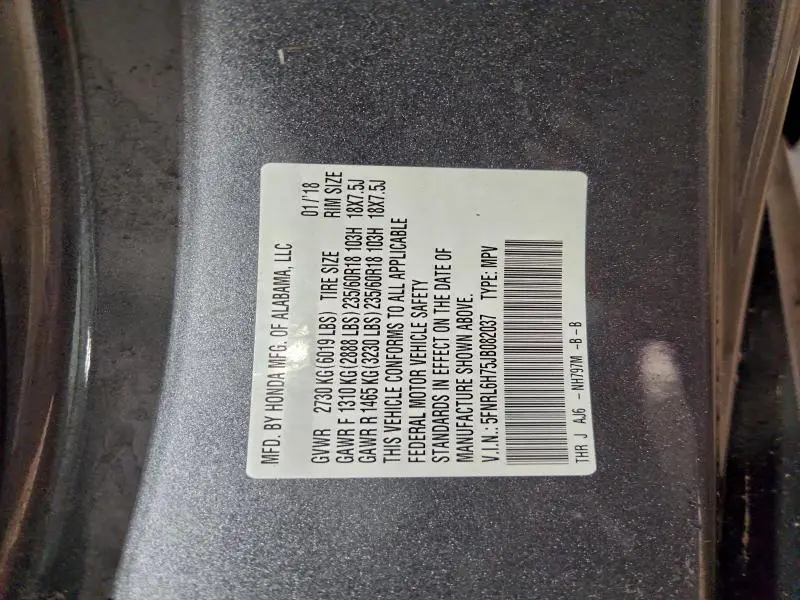 MFD. BY HONDA MFG. OF ALABAMA, LLC
01/'18
GVWR 2730 KG (6019 LBS) TIRE SIZE RIM SIZE
GAWR F 1310 KG (2888 LBS) 235/60R18 103H 18X7.5J
GAWR R 1465 KG (3230 LBS) 235/60R18 103H 18X7.5J
THIS VEHICLE CONFORMS TO ALL APPLICABLE
FEDERAL MOTOR VEHICLE SAFETY
STANDARDS IN EFFECT ON THE DATE OF
MANUFACTURE SHOWN ABOVE.
V.I.N.: 5FNRL6H75JB082037 TYPE: MPV
THR J AJ6 - NH797M -B -B